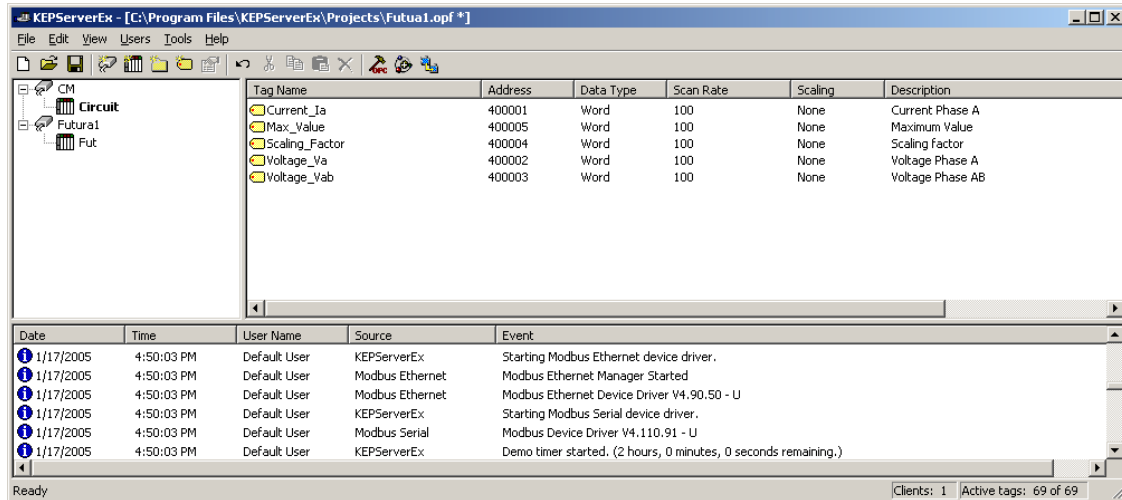 KEPServerEx - [C:\Program Files\KEPServerEx\Projects\Futua1.opf *]
File Edit View Users Tools Help
CM
Circuit
Futura1
Fut
Tag Name Address Data Type Scan Rate Scaling Description
Current_Ia 400001 Word 100 None Current Phase A
Max_Value 400005 Word 100 None Maximum Value
Scaling_Factor 400004 Word 100 None Scaling factor
Voltage_Va 400002 Word 100 None Voltage Phase A
Voltage_Vab 400003 Word 100 None Voltage Phase AB
Date Time User Name Source Event
1/17/2005 4:50:03 PM Default User KEPServerEx Starting Modbus Ethernet device driver.
1/17/2005 4:50:03 PM Default User Modbus Ethernet Modbus Ethernet Manager Started
1/17/2005 4:50:03 PM Default User Modbus Ethernet Modbus Ethernet Device Driver V4.90.50 - U
1/17/2005 4:50:03 PM Default User KEPServerEx Starting Modbus Serial device driver.
1/17/2005 4:50:03 PM Default User Modbus Serial Modbus Device Driver V4.110.91 - U
1/17/2005 4:50:03 PM Default User KEPServerEx Demo timer started. (2 hours, 0 minutes, 0 seconds remaining.)
Ready Clients: 1 Active tags: 69 of 69